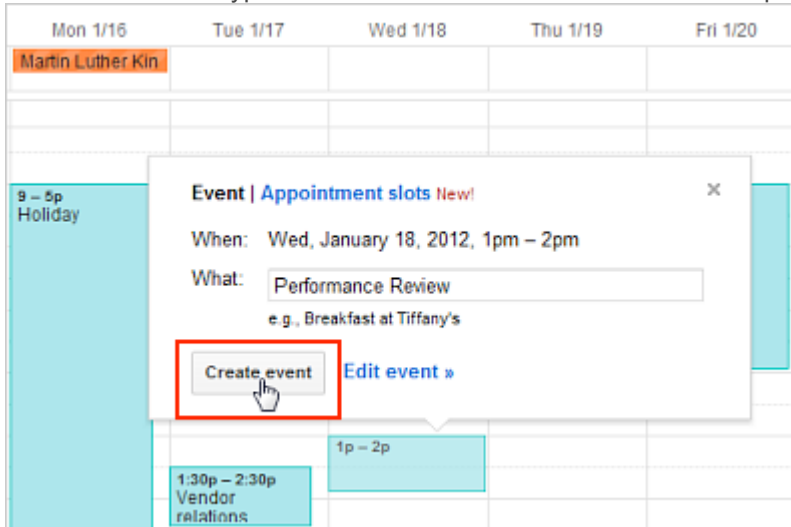 Mon 1/16 Tue 1/17 Wed 1/18 Thu 1/19 Fri 1/20
Martin Luther Kin
9 – 5p
Holiday
Event | Appointment slots New!
When: Wed, January 18, 2012, 1pm – 2pm
What: Performance Review
e.g., Breakfast at Tiffany's
Create event Edit event »
1p – 2p
1:30p – 2:30p
Vendor
relations